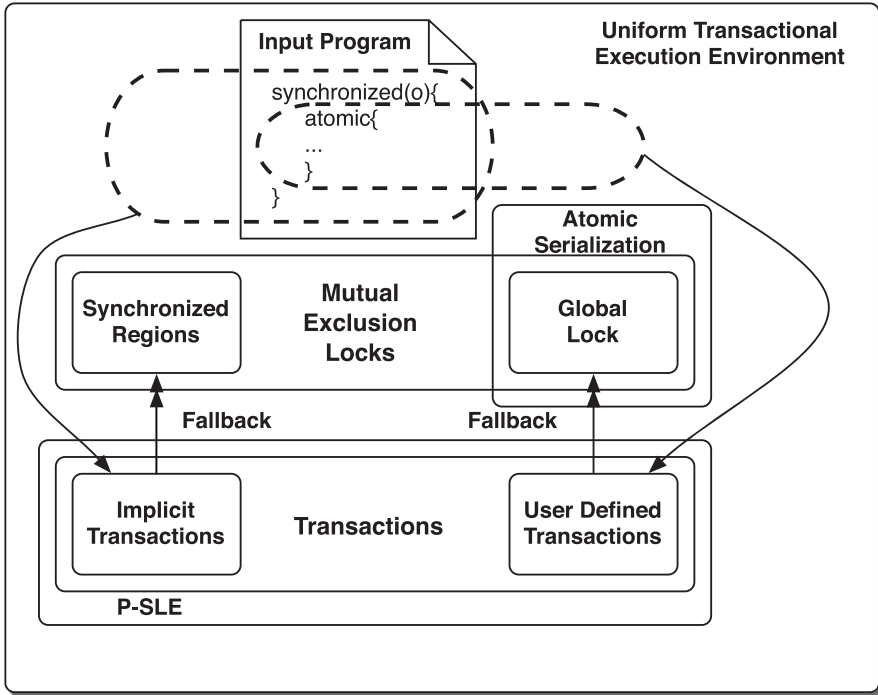 Uniform Transactional
Execution Environment
Input Program
synchronized(o){
atomic{
...
}
}
Atomic
Serialization
Synchronized
Regions
Mutual
Exclusion
Locks
Global
Lock
Fallback
Fallback
Implicit
Transactions
Transactions
User Defined
Transactions
P-SLE